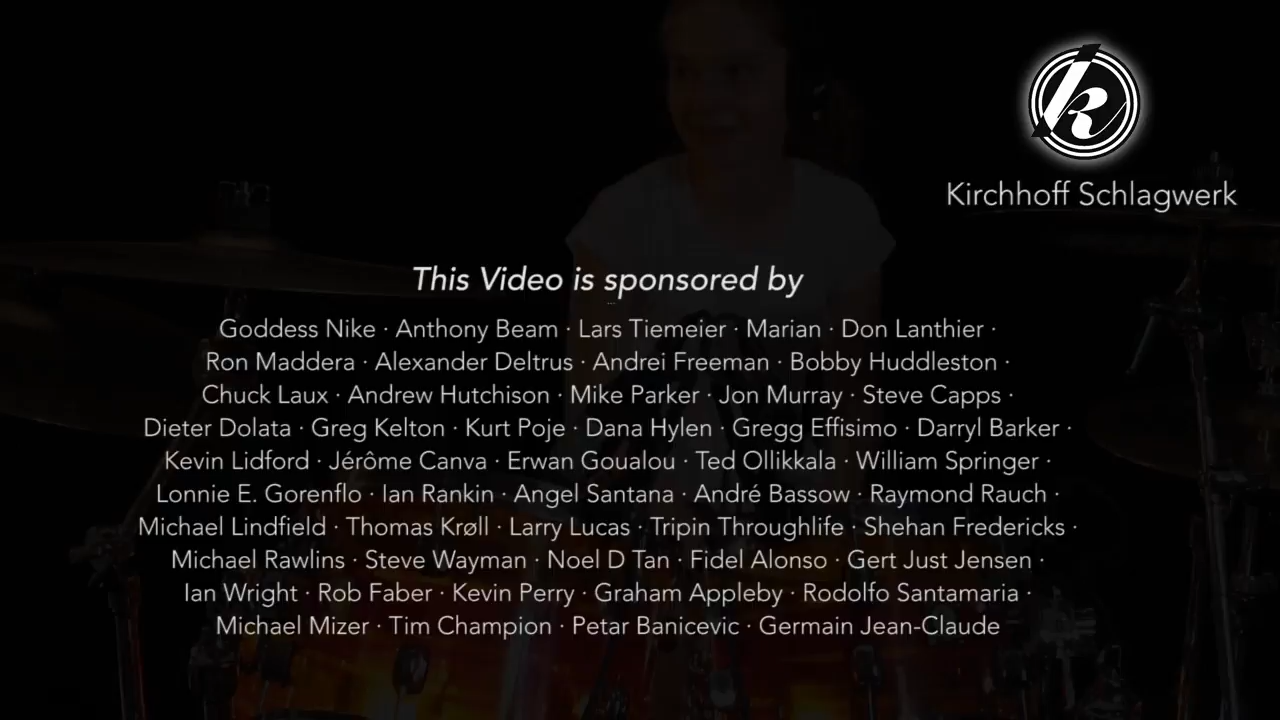 k
Kirchhoff Schlagwerk
This Video is sponsored by
Goddess Nike · Anthony Beam · Lars Tiemeier · Marian · Don Lanthier ·
Ron Maddera · Alexander Deltrus · Andrei Freeman · Bobby Huddleston ·
Chuck Laux · Andrew Hutchison · Mike Parker · Jon Murray · Steve Capps ·
Dieter Dolata · Greg Kelton · Kurt Poje · Dana Hylen · Gregg Effisimo · Darryl Barker ·
Kevin Lidford · Jérôme Canva · Erwan Goualou · Ted Ollikkala · William Springer ·
Lonnie E. Gorenflo · Ian Rankin · Angel Santana · André Bassow · Raymond Rauch ·
Michael Lindfield · Thomas Krøll · Larry Lucas · Tripin Throughlife · Shehan Fredericks ·
Michael Rawlins · Steve Wayman · Noel D Tan · Fidel Alonso · Gert Just Jensen ·
Ian Wright · Rob Faber · Kevin Perry · Graham Appleby · Rodolfo Santamaria ·
Michael Mizer · Tim Champion · Petar Banicevic · Germain Jean-Claude